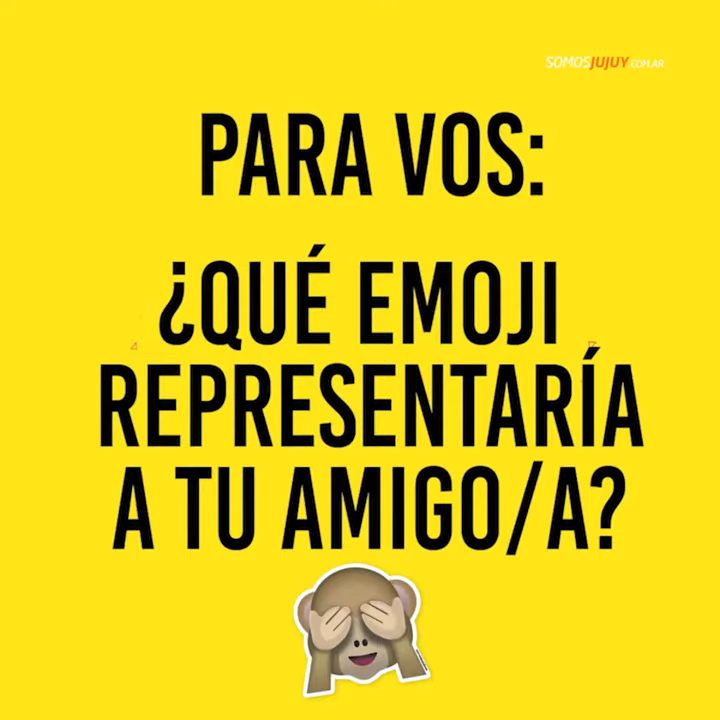 SOMOSJUJUY.COM.AR
PARA VOS:
¿QUÉ EMOJI
REPRESENTARÍA
A TU AMIGO/A?